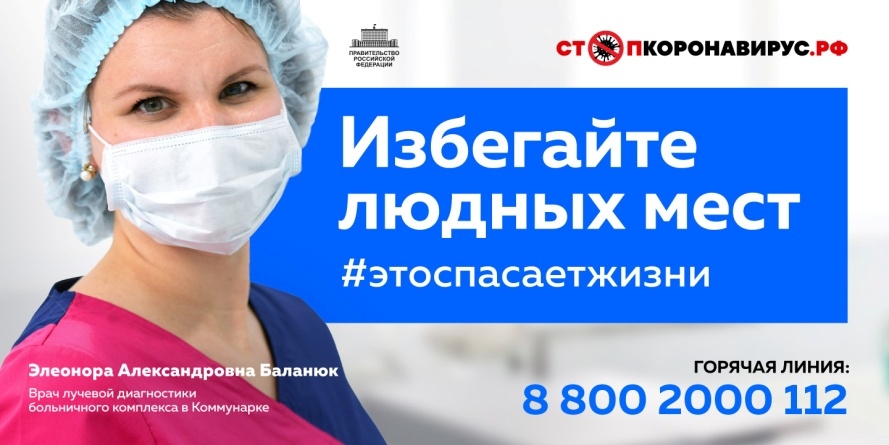 ПРАВИТЕЛЬСТВО
РОССИЙСКОЙ
ФЕДЕРАЦИИ
СТОПКОРОНАВИРУС.РФ
Избегайте
людных мест
#этоспасаетжизни
Элеонора Александровна Баланюк
Врач лучевой диагностики
больничного комплекса в Коммунарке
ГОРЯЧАЯ ЛИНИЯ:
8 800 2000 112